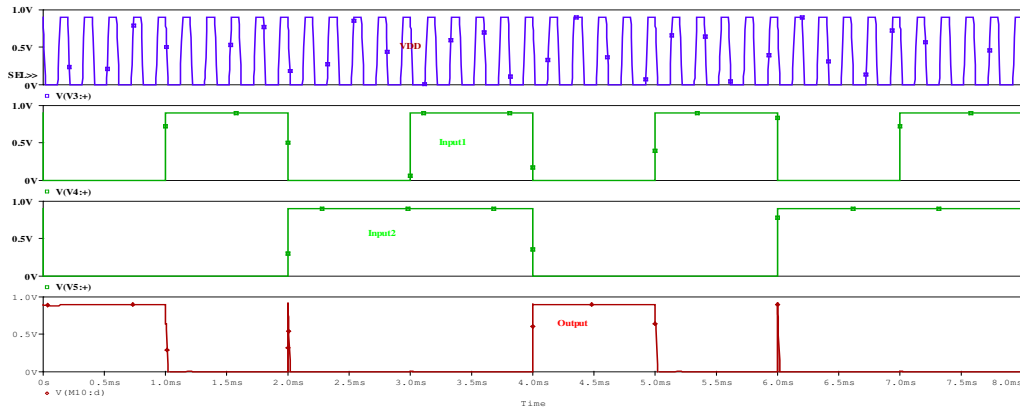 1.0V
0.5V
VDD
SEL>>
0V
V(V3:+)
1.0V
0.5V
Input1
0V
V(V4:+)
1.0V
0.5V
Input2
0V
V(V5:+)
1.0V
0.5V
Output
0V
0s 0.5ms 1.0ms 1.5ms 2.0ms 2.5ms 3.0ms 3.5ms 4.0ms 4.5ms 5.0ms 5.5ms 6.0ms 6.5ms 7.0ms 7.5ms 8.0ms
V(M10:d)
Time